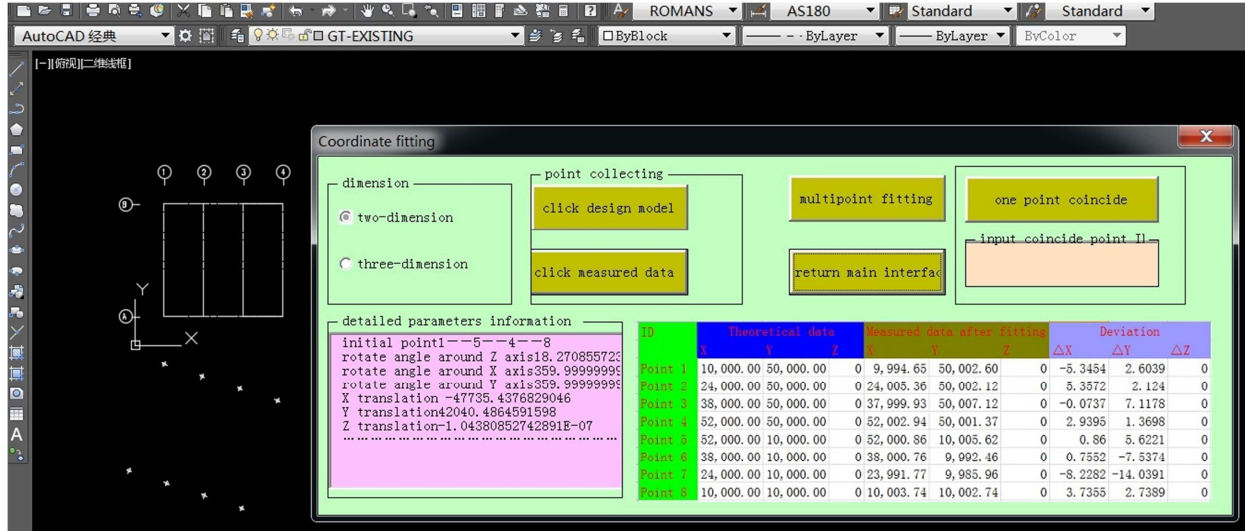 ROMANS AS180 Standard Standard
AutoCAD 经典 GT-EXISTING ByBlock ByLayer ByLayer ByColor
[-][俯视][二维线框]
1 2 3 4
A
Y
X
Coordinate fitting
X
dimension
two-dimension
three-dimension
point collecting
click design model
click measured data
multipoint fitting
return main interfac
one point coincide
input coincide point I
detailed parameters information
initial point1--5--4--8
rotate angle around Z axis18.270855723
rotate angle around X axis359.99999999
rotate angle around Y axis359.99999999
X translation -47735.4376829046
Y translation42040.4864591598
Z translation-1.04380852742891E-07
ID Theoretical data Measured data after fitting Deviation
X Y Z X Y Z △X △Y △Z
Point 1 10,000.00 50,000.00 0 9,994.65 50,002.60 0 -5.3454 2.6039 0
Point 2 24,000.00 50,000.00 0 24,005.36 50,002.12 0 5.3572 2.124 0
Point 3 38,000.00 50,000.00 0 37,999.93 50,007.12 0 -0.0737 7.1178 0
Point 4 52,000.00 50,000.00 0 52,002.94 50,001.37 0 2.9395 1.3698 0
Point 5 52,000.00 10,000.00 0 52,000.86 10,005.62 0 0.86 5.6221 0
Point 6 38,000.00 10,000.00 0 38,000.76 9,992.46 0 0.7552 -7.5374 0
Point 7 24,000.00 10,000.00 0 23,991.77 9,985.96 0 -8.2282 -14.0391 0
Point 8 10,000.00 10,000.00 0 10,003.74 10,002.74 0 3.7355 2.7389 0